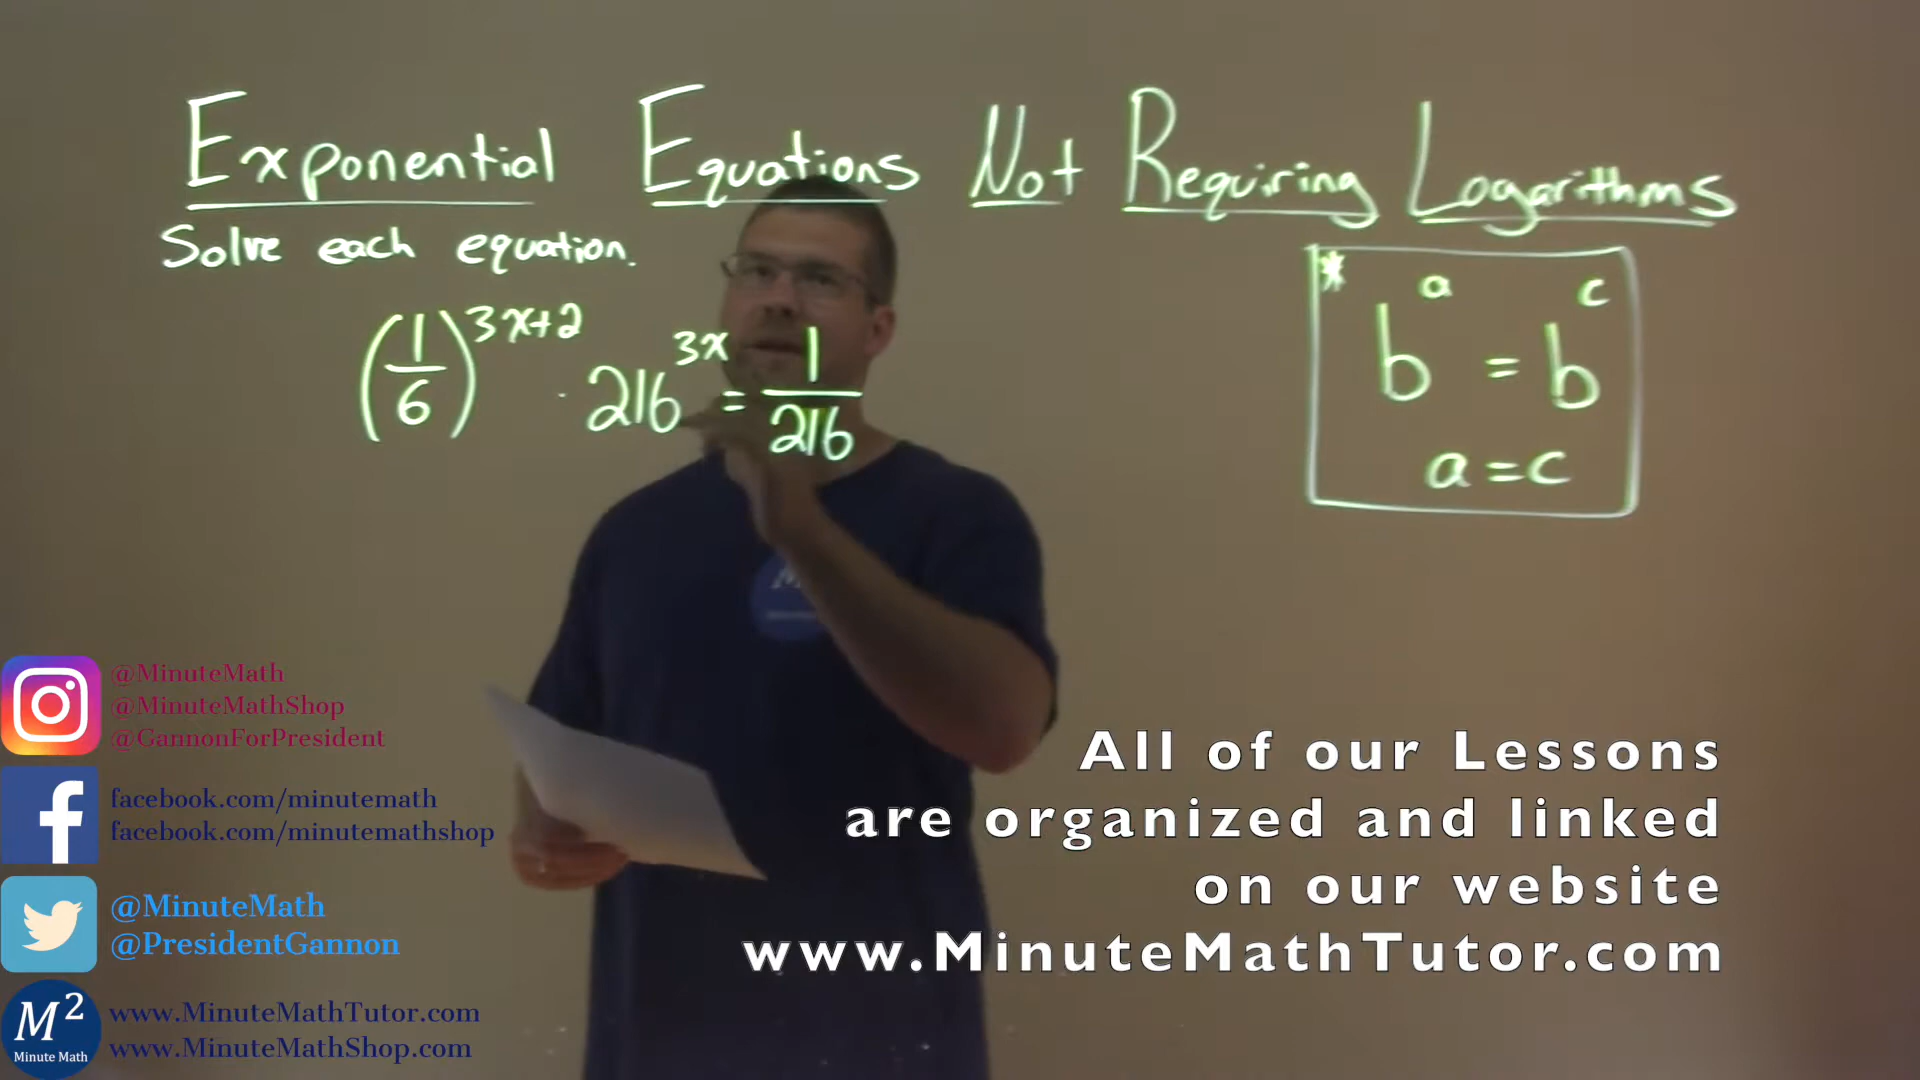 Exponential Equations Not Requiring Logarithms
Solve each equation.
(1/6)^(3x+2) · 216^(3x) = 1/216
* b^a = b^c
a = c
M
@MinuteMath
@MinuteMathShop
@GannonForPresident
facebook.com/minutemath
facebook.com/minutemathshop
@MinuteMath
@PresidentGannon
M²
Minute Math
www.MinuteMathTutor.com
www.MinuteMathShop.com
All of our Lessons
are organized and linked
on our website
www.MinuteMathTutor.com